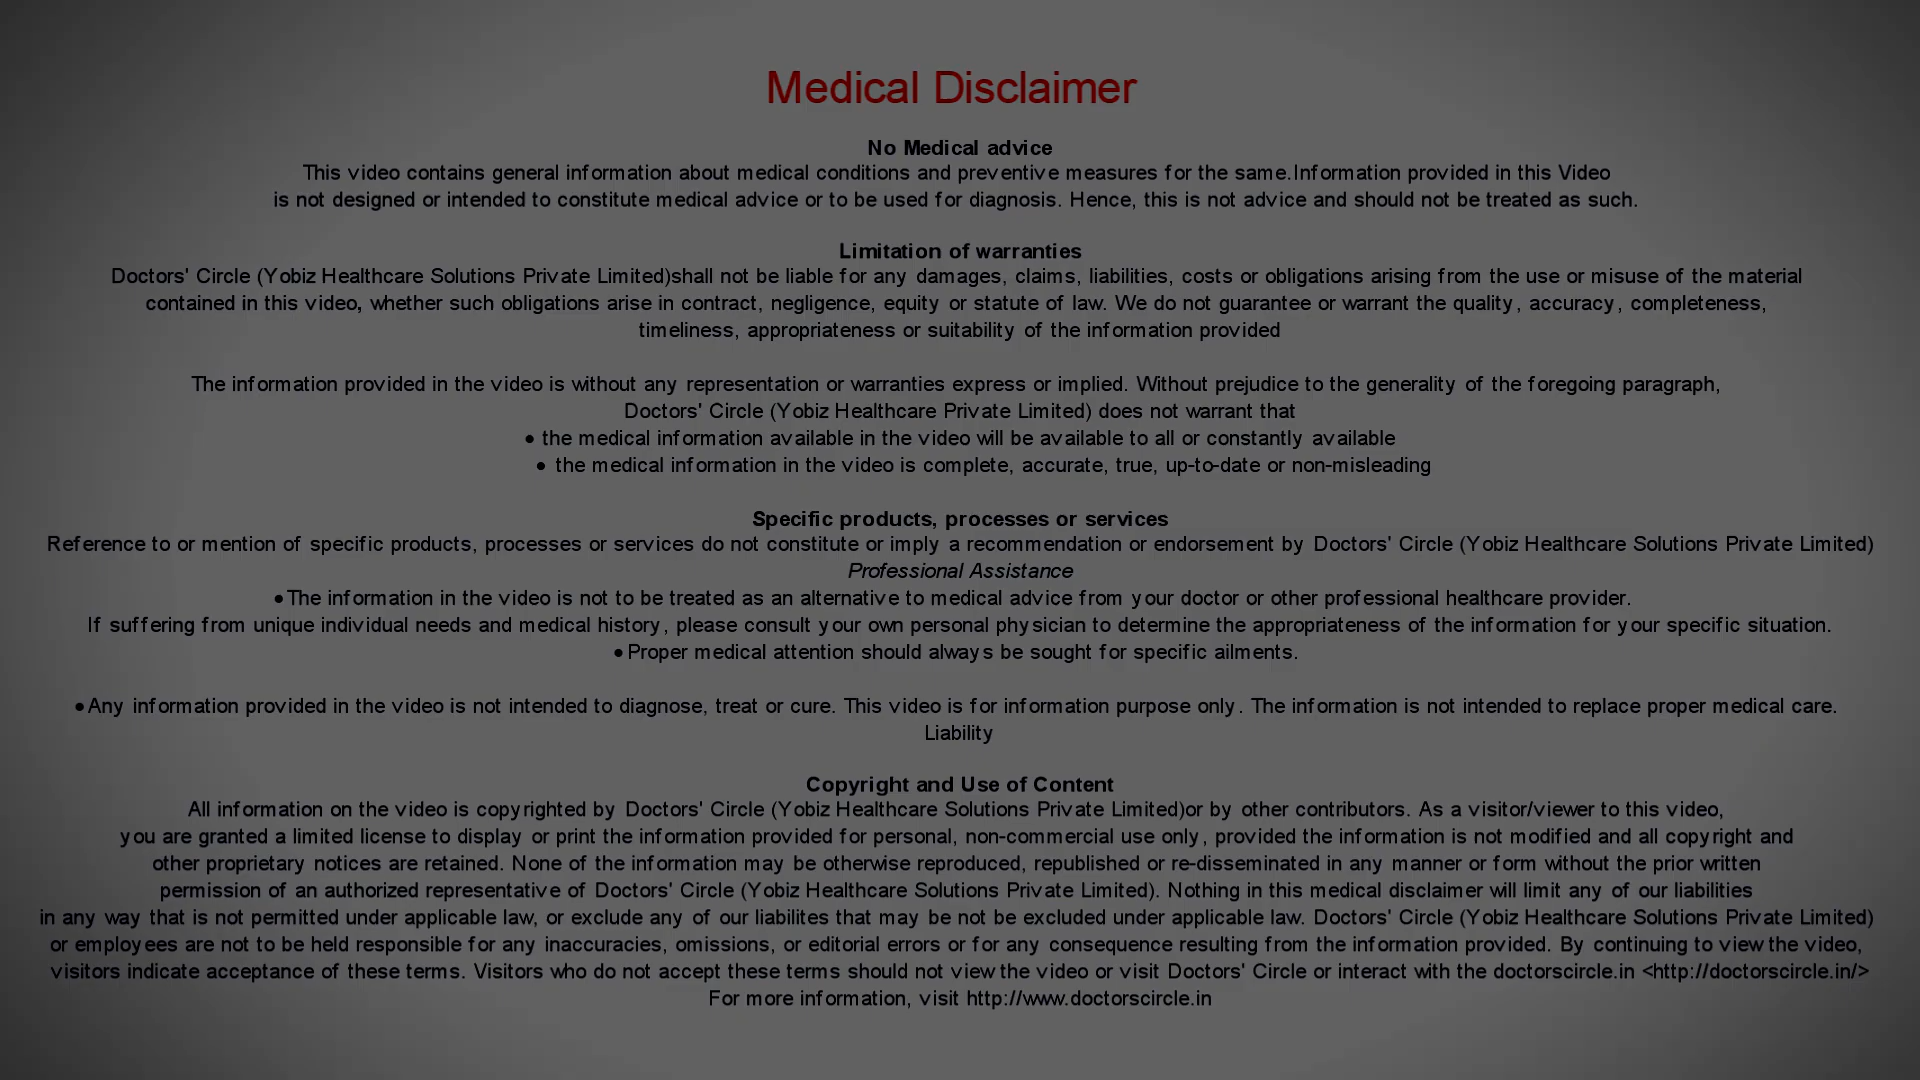 Medical Disclaimer
No Medical advice
This video contains general information about medical conditions and preventive measures for the same.Information provided in this Video
is not designed or intended to constitute medical advice or to be used for diagnosis. Hence, this is not advice and should not be treated as such.
Limitation of warranties
Doctors' Circle (Yobiz Healthcare Solutions Private Limited)shall not be liable for any damages, claims, liabilities, costs or obligations arising from the use or misuse of the material
contained in this video, whether such obligations arise in contract, negligence, equity or statute of law. We do not guarantee or warrant the quality, accuracy, completeness,
timeliness, appropriateness or suitability of the information provided
The information provided in the video is without any representation or warranties express or implied. Without prejudice to the generality of the foregoing paragraph,
Doctors' Circle (Yobiz Healthcare Private Limited) does not warrant that
• the medical information available in the video will be available to all or constantly available
• the medical information in the video is complete, accurate, true, up-to-date or non-misleading
Specific products, processes or services
Reference to or mention of specific products, processes or services do not constitute or imply a recommendation or endorsement by Doctors' Circle (Yobiz Healthcare Solutions Private Limited)
Professional Assistance
•The information in the video is not to be treated as an alternative to medical advice from your doctor or other professional healthcare provider.
If suffering from unique individual needs and medical history, please consult your own personal physician to determine the appropriateness of the information for your specific situation.
•Proper medical attention should always be sought for specific ailments.
•Any information provided in the video is not intended to diagnose, treat or cure. This video is for information purpose only. The information is not intended to replace proper medical care.
Liability
Copyright and Use of Content
All information on the video is copyrighted by Doctors' Circle (Yobiz Healthcare Solutions Private Limited)or by other contributors. As a visitor/viewer to this video,
you are granted a limited license to display or print the information provided for personal, non-commercial use only, provided the information is not modified and all copyright and
other proprietary notices are retained. None of the information may be otherwise reproduced, republished or re-disseminated in any manner or form without the prior written
permission of an authorized representative of Doctors' Circle (Yobiz Healthcare Solutions Private Limited). Nothing in this medical disclaimer will limit any of our liabilities
in any way that is not permitted under applicable law, or exclude any of our liabilites that may be not be excluded under applicable law. Doctors' Circle (Yobiz Healthcare Solutions Private Limited)
or employees are not to be held responsible for any inaccuracies, omissions, or editorial errors or for any consequence resulting from the information provided. By continuing to view the video,
visitors indicate acceptance of these terms. Visitors who do not accept these terms should not view the video or visit Doctors' Circle or interact with the doctorscircle.in <http://doctorscircle.in/>
For more information, visit http://www.doctorscircle.in